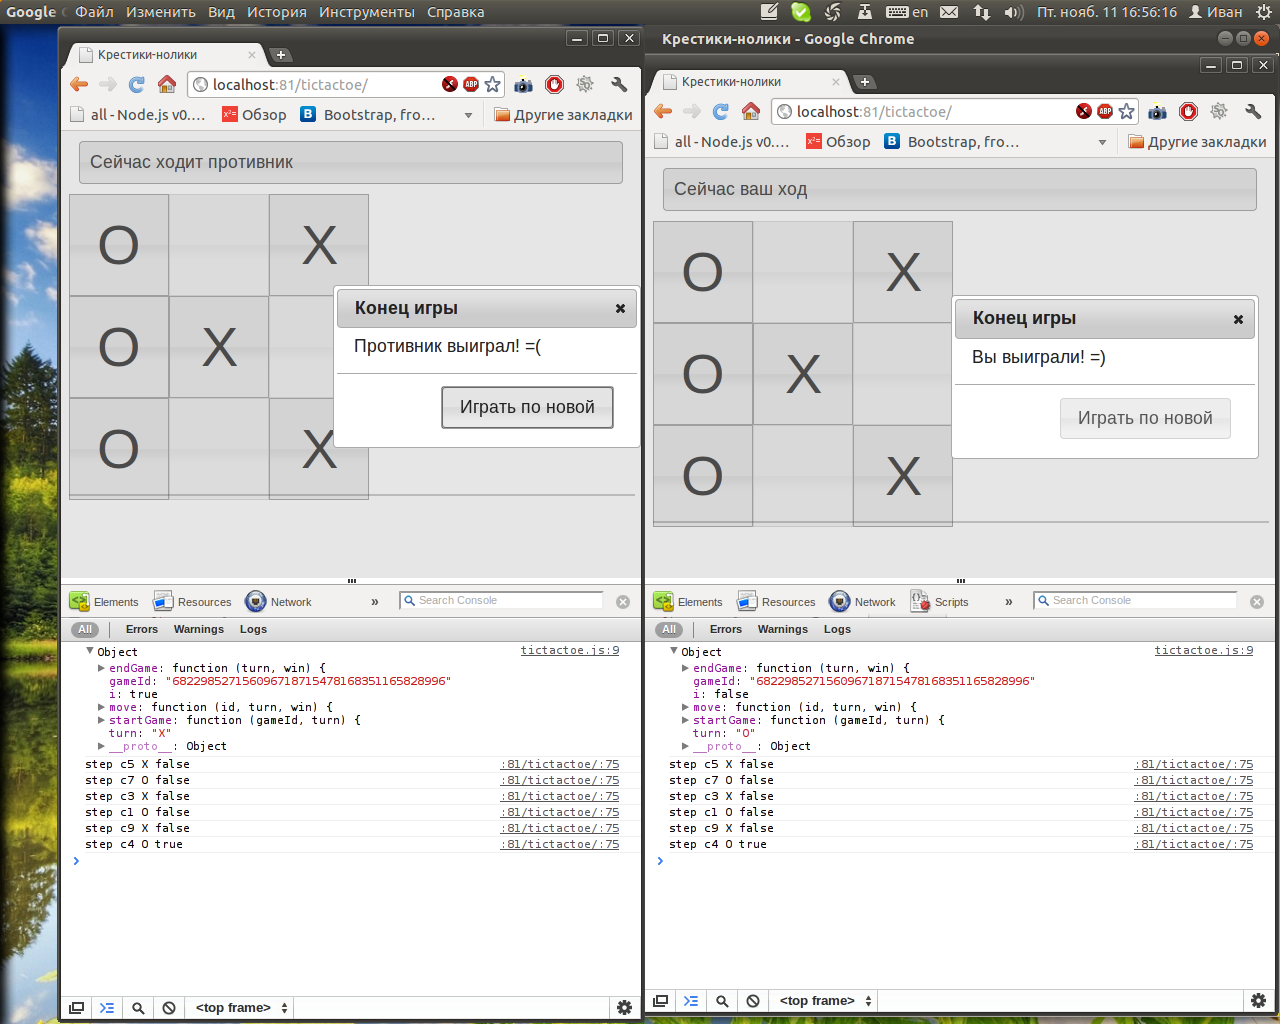 Google
Файл Изменить Вид История Инструменты Справка
en
Пт. нояб. 11 16:56:16
Иван
Крестики-нолики
localhost:81/tictactoe/
ABP
all - Node.js v0....
Обзор
Bootstrap, fro...
Другие закладки
Сейчас ходит противник
O X
O X
O X
Конец игры
Противник выиграл! =(
Играть по новой
Elements Resources Network » Search Console
All Errors Warnings Logs
Object tictactoe.js:9
endGame: function (turn, win) {
gameId: "6822985271560967187154781683511658​28996"
i: true
move: function (id, turn, win) {
startGame: function (gameId, turn) {
turn: "X"
__proto__: Object
step c5 X false :81/tictactoe/:75
step c7 O false :81/tictactoe/:75
step c3 X false :81/tictactoe/:75
step c1 O false :81/tictactoe/:75
step c9 X false :81/tictactoe/:75
step c4 O true :81/tictactoe/:75
<top frame>
Крестики-нолики - Google Chrome
Крестики-нолики
localhost:81/tictactoe/
ABP
all - Node.js v0....
Обзор
Bootstrap, fro...
Другие закладки
Сейчас ваш ход
O X
O X
O X
Конец игры
Вы выиграли! =)
Играть по новой
Elements Resources Network Scripts » Search Console
All Errors Warnings Logs
Object tictactoe.js:9
endGame: function (turn, win) {
gameId: "682298527156096718715478168351165828996"
i: false
move: function (id, turn, win) {
startGame: function (gameId, turn) {
turn: "O"
__proto__: Object
step c5 X false :81/tictactoe/:75
step c7 O false :81/tictactoe/:75
step c3 X false :81/tictactoe/:75
step c1 O false :81/tictactoe/:75
step c9 X false :81/tictactoe/:75
step c4 O true :81/tictactoe/:75
<top frame>